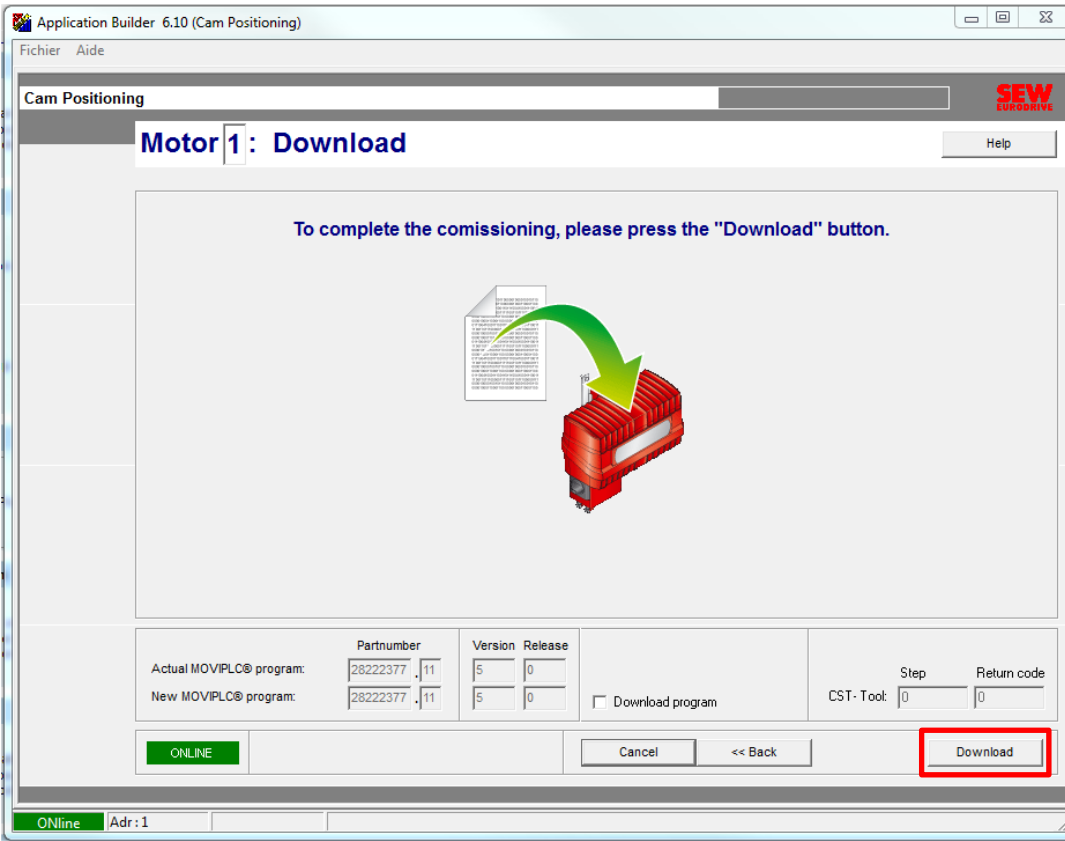 Application Builder 6.10 (Cam Positioning)
Fichier Aide
Cam Positioning
SEW
EURODRIVE
Motor 1 : Download
Help
To complete the comissioning, please press the "Download" button.
Partnumber Version Release
Actual MOVIPLC® program: 28222377 . 11 5 0
Step Return code
New MOVIPLC® program: 28222377 . 11 5 0 Download program CST- Tool: 0 0
ONLINE Cancel << Back Download
ONline Adr : 1